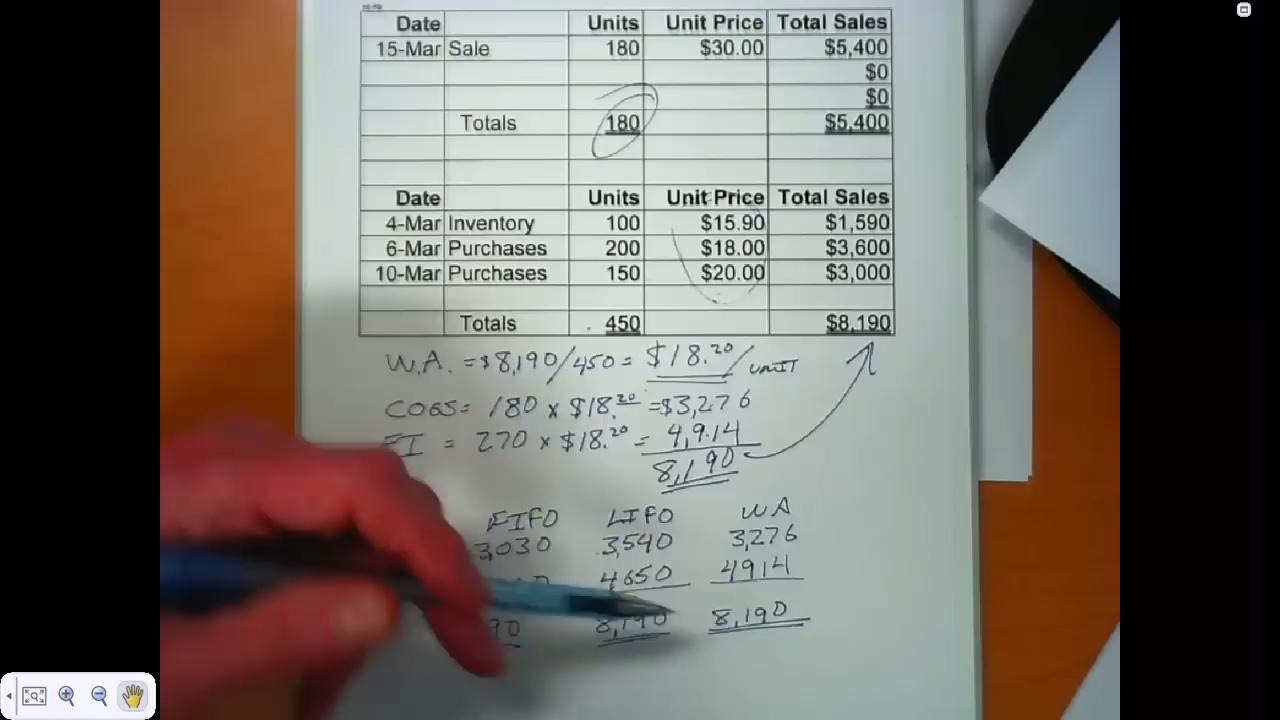 Date Units Unit Price Total Sales
15-Mar Sale 180 $30.00 $5,400
$0
$0
Totals 180 $5,400
Date Units Unit Price Total Sales
4-Mar Inventory 100 $15.90 $1,590
6-Mar Purchases 200 $18.00 $3,600
10-Mar Purchases 150 $20.00 $3,000
Totals 450 $8,190
W.A. = $8,190/450 = $18.20/UNIT
COGS = 180 x $18.20 = $3,276
EI = 270 x $18.20 = 4,914
8,190
FIFO LIFO WA
3,030 3,540 3,276
4650 4914
90 8,190 8,190